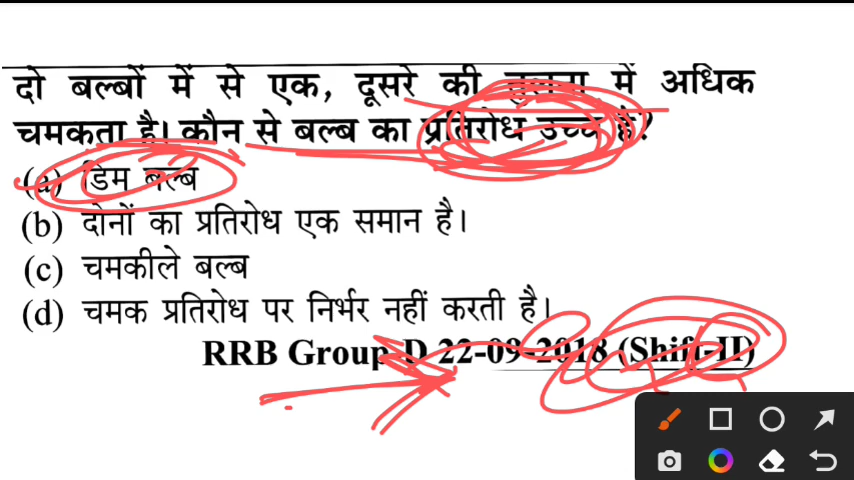 दो बल्बों में से एक, दूसरे की तुलना में अधिक
चमकता है। कौन से बल्ब का प्रतिरोध उच्च है?
(a) डिम बल्ब
(b) दोनों का प्रतिरोध एक समान है।
(c) चमकीले बल्ब
(d) चमक प्रतिरोध पर निर्भर नहीं करती है।
RRB Group-D 22-09-2018 (Shift-II)